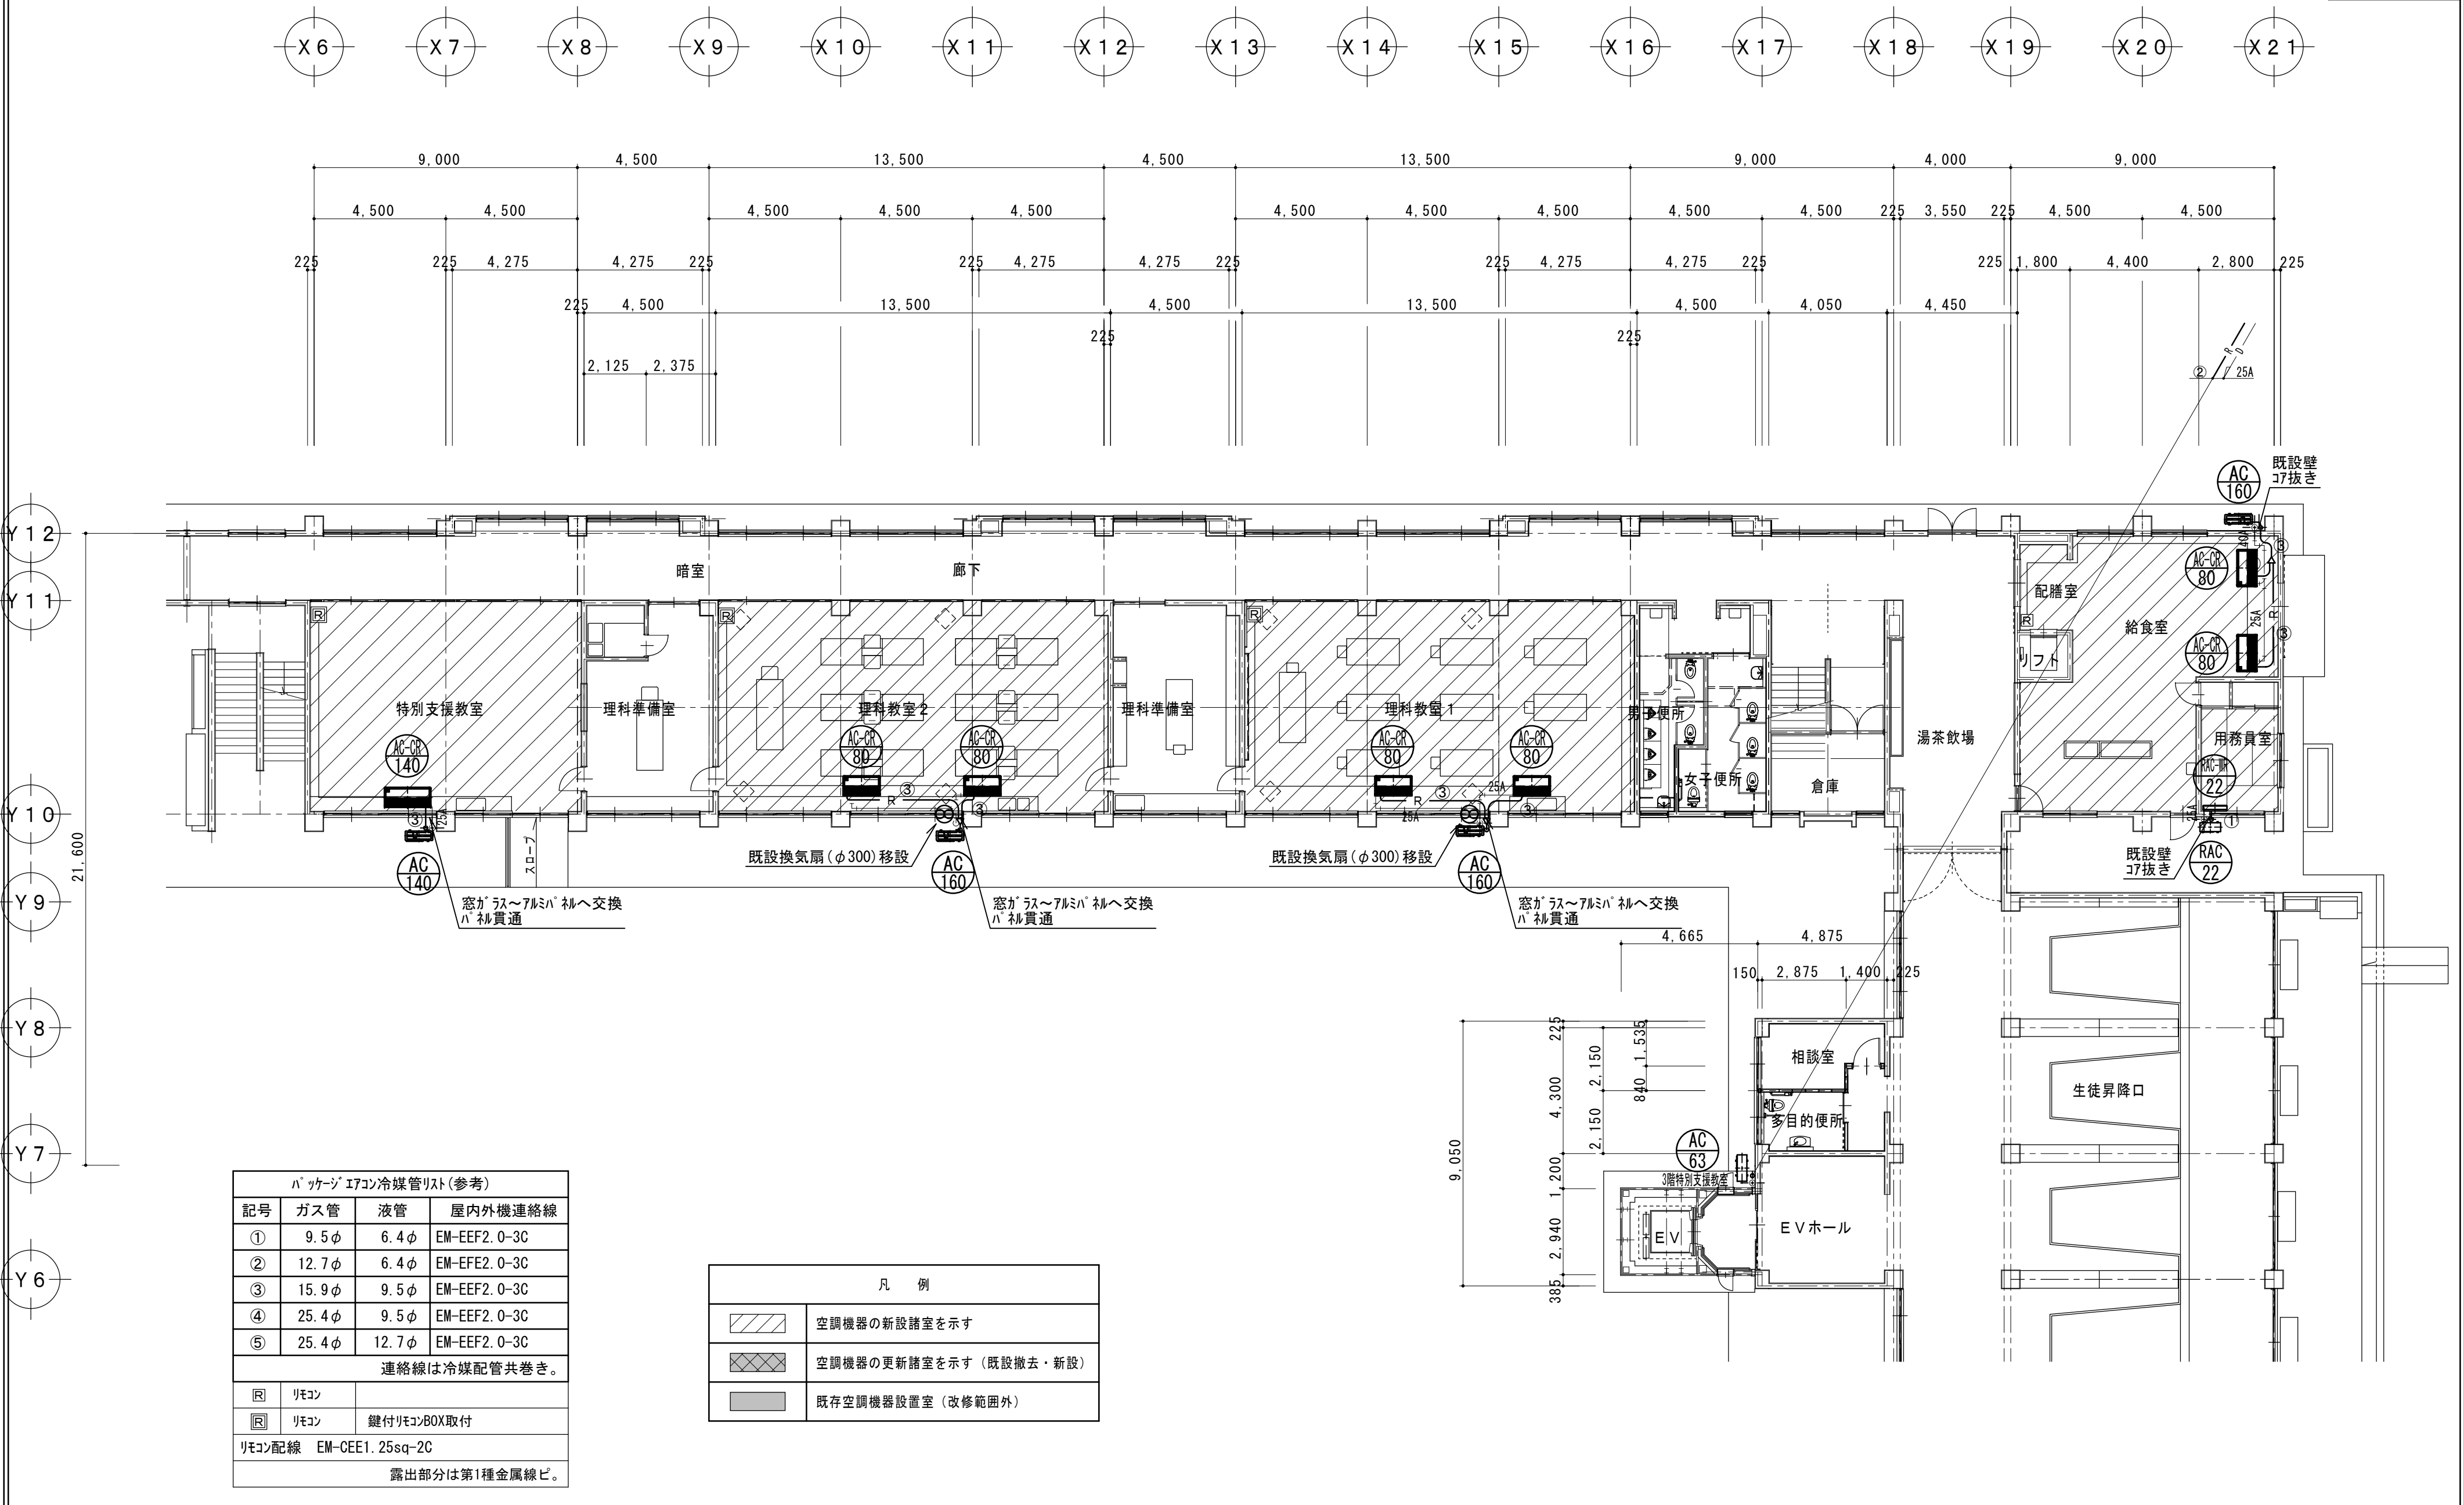 X6 X7 X8 X9 X10 X11 X12 X13 X14 X15 X16 X17 X18 X19 X20 X21
9,000 4,500 13,500 4,500 13,500 9,000 4,000 9,000
4,500 4,500 4,500 4,500 4,500 4,500 4,500 4,500 4,500 4,500 225 3,550 225 4,500 4,500
225 225 4,275 4,275 225 225 4,275 4,275 225 225 4,275 4,275 225 225 1,800 4,400 2,800 225
225 4,500 13,500 4,500 13,500 4,500 4,050 4,450
225 225
2,125 2,375
R
D
② 25A
Y12
Y11
Y10
Y9
Y8
Y7
Y6
21,600
AC
160
既設壁
コア抜き
暗室
廊下
配膳室
給食室
リフト
R
R
R
R
AC-CR
80
AC-CR
80
40A
25A
R
③
③
特別支援教室
理科準備室
理科教室2
理科準備室
理科教室1
男子便所
女子便所
倉庫
湯茶飲場
用務員室
AC-CR
140
AC-CR
80
AC-CR
80
AC-CR
80
AC-CR
80
RAC-WR
22
③
25A
R
③
③
R
③
25A
25A
③
25A
①
スロープ
既設換気扇(φ300)移設
既設換気扇(φ300)移設
AC
140
AC
160
AC
160
既設壁
コア抜き
RAC
22
窓ガラス～アルミパネルへ交換
パネル貫通
窓ガラス～アルミパネルへ交換
パネル貫通
窓ガラス～アルミパネルへ交換
パネル貫通
4,665 4,875
150 2,875 1,400 225
225
1,535
2,150
840
4,300
2,150
9,050
1,200
2,940
385
相談室
多目的便所
AC
63
3階特別支援教室
EV
EVホール
生徒昇降口
パッケージエアコン冷媒管リスト(参考)
記号 ガス管 液管 屋内外機連絡線
① 9.5φ 6.4φ EM-EEF2.0-3C
② 12.7φ 6.4φ EM-EFE2.0-3C
③ 15.9φ 9.5φ EM-EEF2.0-3C
④ 25.4φ 9.5φ EM-EEF2.0-3C
⑤ 25.4φ 12.7φ EM-EEF2.0-3C
連絡線は冷媒配管共巻き。
R リモコン
R リモコン 鍵付リモコンBOX取付
リモコン配線 EM-CEE1.25sq-2C
露出部分は第1種金属線ピ。
凡 例
空調機器の新設諸室を示す
空調機器の更新諸室を示す（既設撤去・新設）
既存空調機器設置室（改修範囲外）